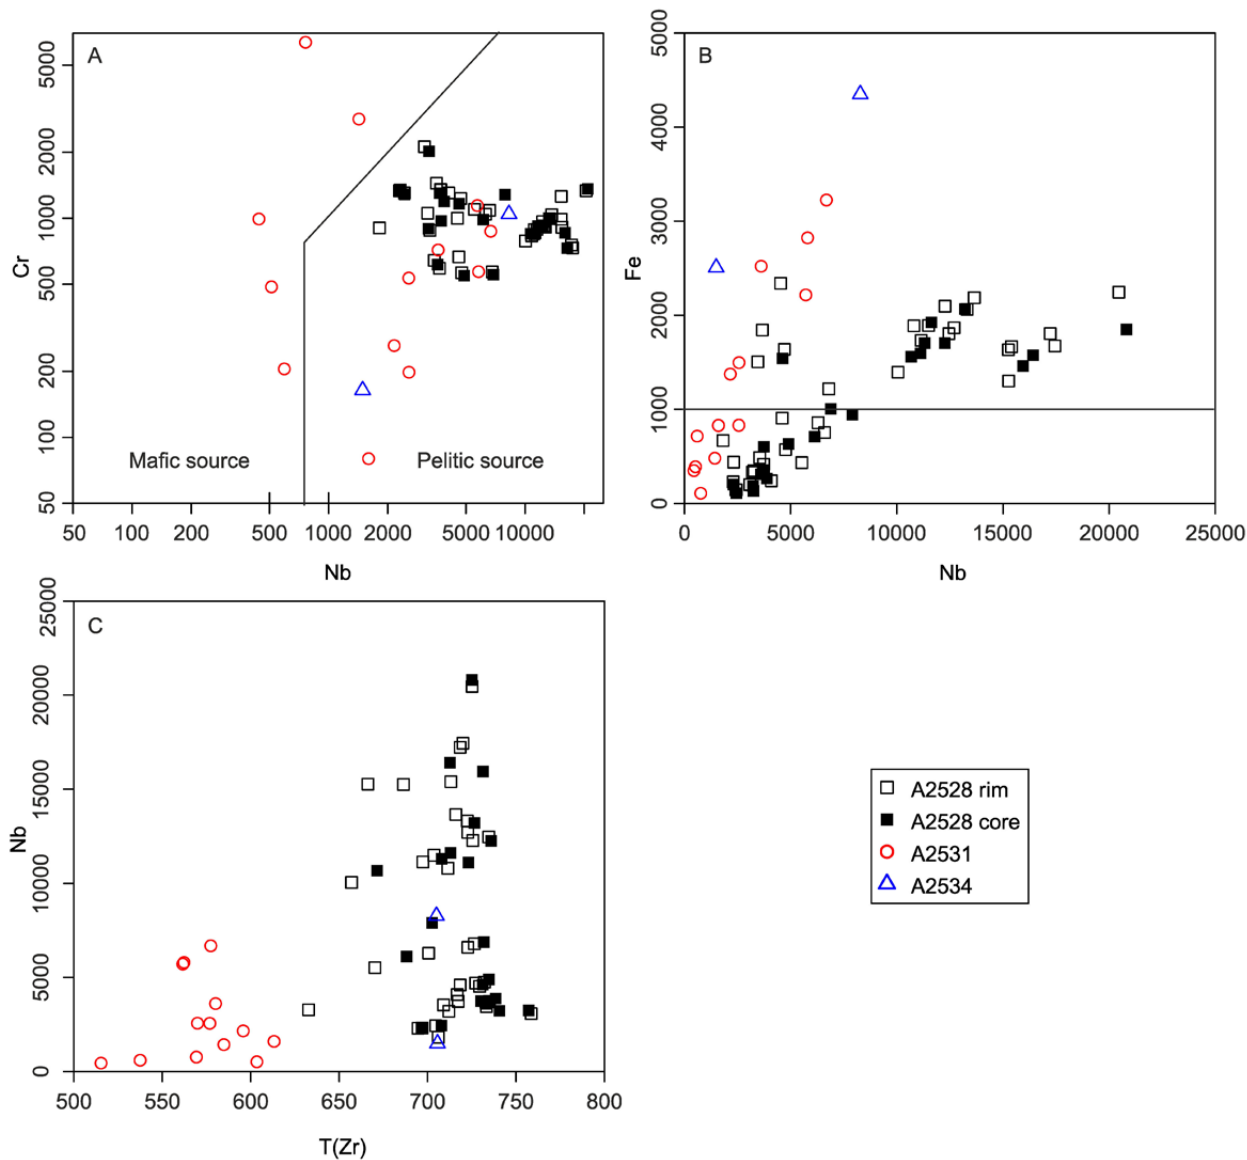 A
5000
2000
1000
500
200
100
50
Cr
Mafic source
Pelitic source
50 100 200 500 1000 2000 5000 10000
Nb
B
5000
4000
3000
2000
1000
0
Fe
0 5000 10000 15000 20000 25000
Nb
C
25000
20000
15000
10000
5000
0
Nb
500 550 600 650 700 750 800
T(Zr)
A2528 rim
A2528 core
A2531
A2534